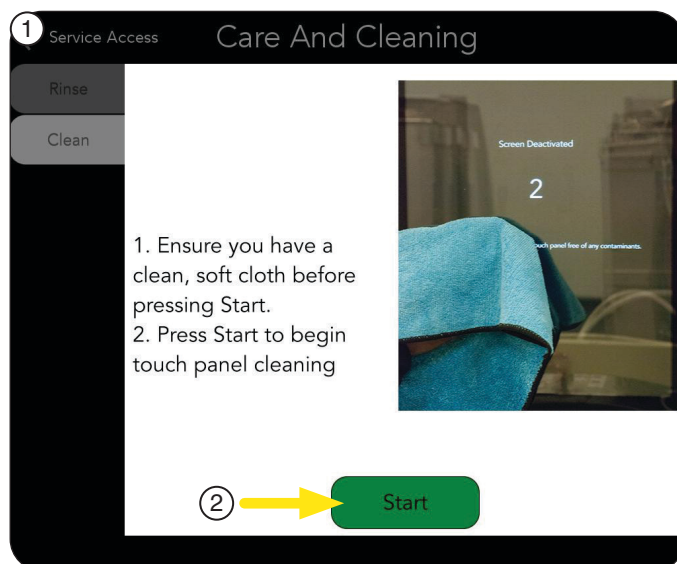 1
Service Access
Care And Cleaning
Rinse
Clean
Screen Deactivated
2
ouch panel free of any contaminants.
1. Ensure you have a
clean, soft cloth before
pressing Start.
2. Press Start to begin
touch panel cleaning
2
Start